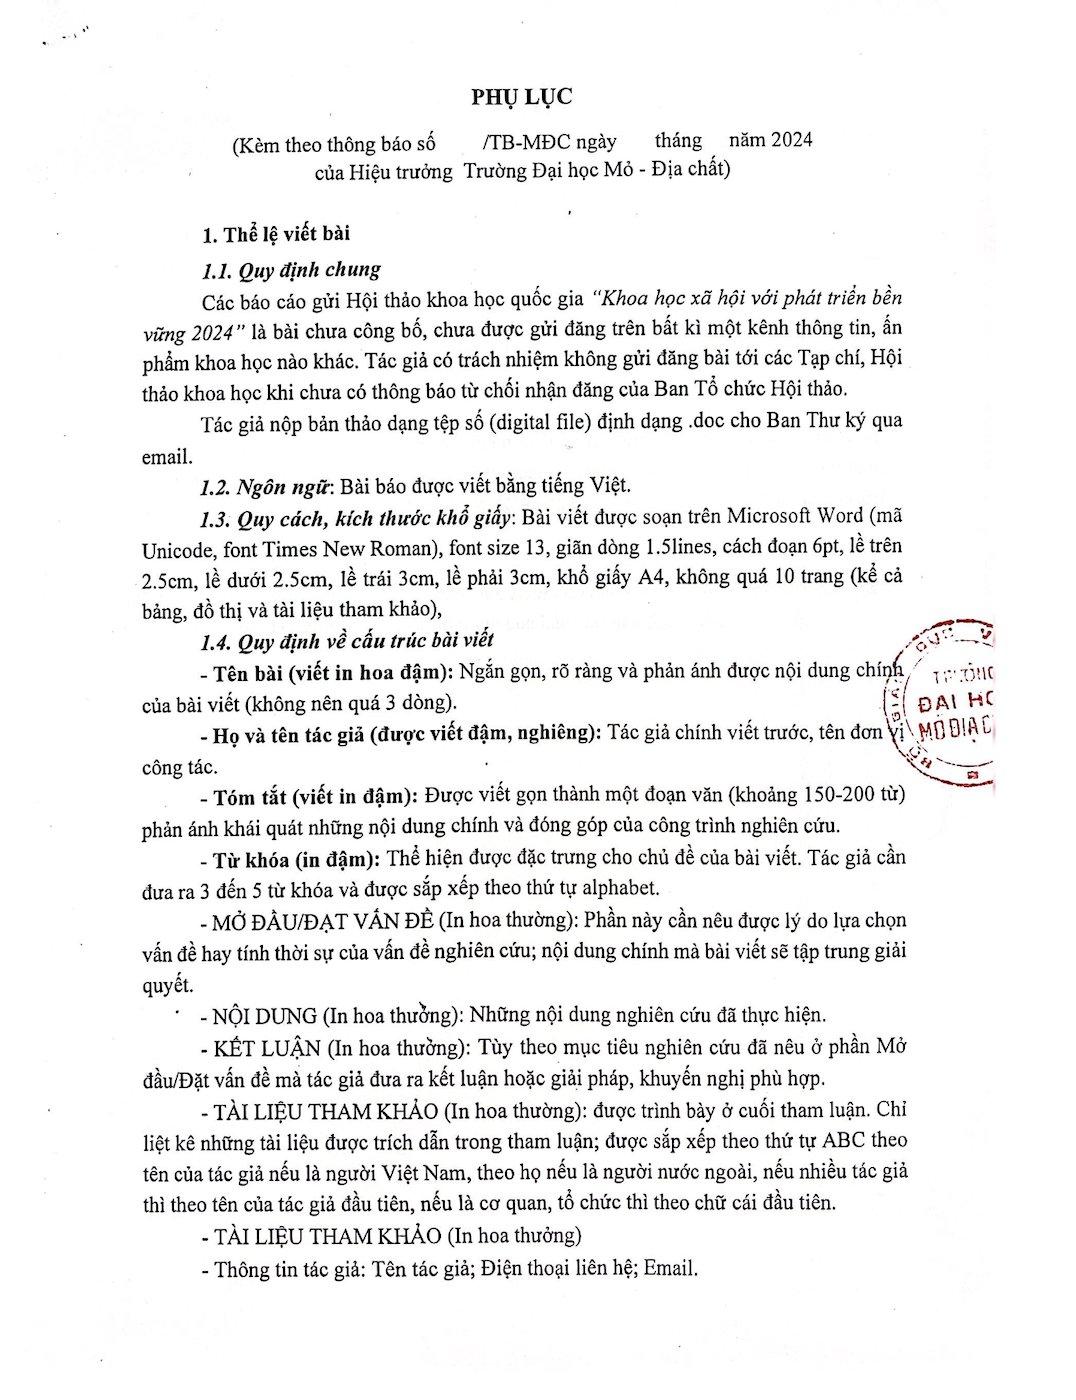 PHỤ LỤC
(Kèm theo thông báo số /TB-MĐC ngày tháng năm 2024
của Hiệu trưởng Trường Đại học Mỏ - Địa chất)
1. Thể lệ viết bài
1.1. Quy định chung
Các báo cáo gửi Hội thảo khoa học quốc gia “Khoa học xã hội với phát triển bền
vững 2024” là bài chưa công bố, chưa được gửi đăng trên bất kì một kênh thông tin, ấn
phẩm khoa học nào khác. Tác giả có trách nhiệm không gửi đăng bài tới các Tạp chí, Hội
thảo khoa học khi chưa có thông báo từ chối nhận đăng của Ban Tổ chức Hội thảo.
Tác giả nộp bản thảo dạng tệp số (digital file) định dạng .doc cho Ban Thư ký qua
email.
1.2. Ngôn ngữ: Bài báo được viết bằng tiếng Việt.
1.3. Quy cách, kích thước khổ giấy: Bài viết được soạn trên Microsoft Word (mã
Unicode, font Times New Roman), font size 13, giãn dòng 1.5lines, cách đoạn 6pt, lề trên
2.5cm, lề dưới 2.5cm, lề trái 3cm, lề phải 3cm, khổ giấy A4, không quá 10 trang (kể cả
bảng, đồ thị và tài liệu tham khảo),
1.4. Quy định về cấu trúc bài viết
- Tên bài (viết in hoa đậm): Ngắn gọn, rõ ràng và phản ánh được nội dung chính
của bài viết (không nên quá 3 dòng).
- Họ và tên tác giả (được viết đậm, nghiêng): Tác giả chính viết trước, tên đơn vị
công tác.
- Tóm tắt (viết in đậm): Được viết gọn thành một đoạn văn (khoảng 150-200 từ)
phản ánh khái quát những nội dung chính và đóng góp của công trình nghiên cứu.
- Từ khóa (in đậm): Thể hiện được đặc trưng cho chủ đề của bài viết. Tác giả cần
đưa ra 3 đến 5 từ khóa và được sắp xếp theo thứ tự alphabet.
- MỞ ĐẦU/ĐẠT VẤN ĐỀ (In hoa thường): Phần này cần nêu được lý do lựa chọn
vấn đề hay tính thời sự của vấn đề nghiên cứu; nội dung chính mà bài viết sẽ tập trung giải
quyết.
- NỘI DUNG (In hoa thường): Những nội dung nghiên cứu đã thực hiện.
- KẾT LUẬN (In hoa thường): Tùy theo mục tiêu nghiên cứu đã nêu ở phần Mở
đầu/Đặt vấn đề mà tác giả đưa ra kết luận hoặc giải pháp, khuyến nghị phù hợp.
- TÀI LIỆU THAM KHẢO (In hoa thường): được trình bày ở cuối tham luận. Chỉ
liệt kê những tài liệu được trích dẫn trong tham luận; được sắp xếp theo thứ tự ABC theo
tên của tác giả nếu là người Việt Nam, theo họ nếu là người nước ngoài, nếu nhiều tác giả
thì theo tên của tác giả đầu tiên, nếu là cơ quan, tổ chức thì theo chữ cái đầu tiên.
- TÀI LIỆU THAM KHẢO (In hoa thưởng)
- Thông tin tác giả: Tên tác giả; Điện thoại liên hệ; Email.
ĐẠI HỌ
MỎ ĐỊA C